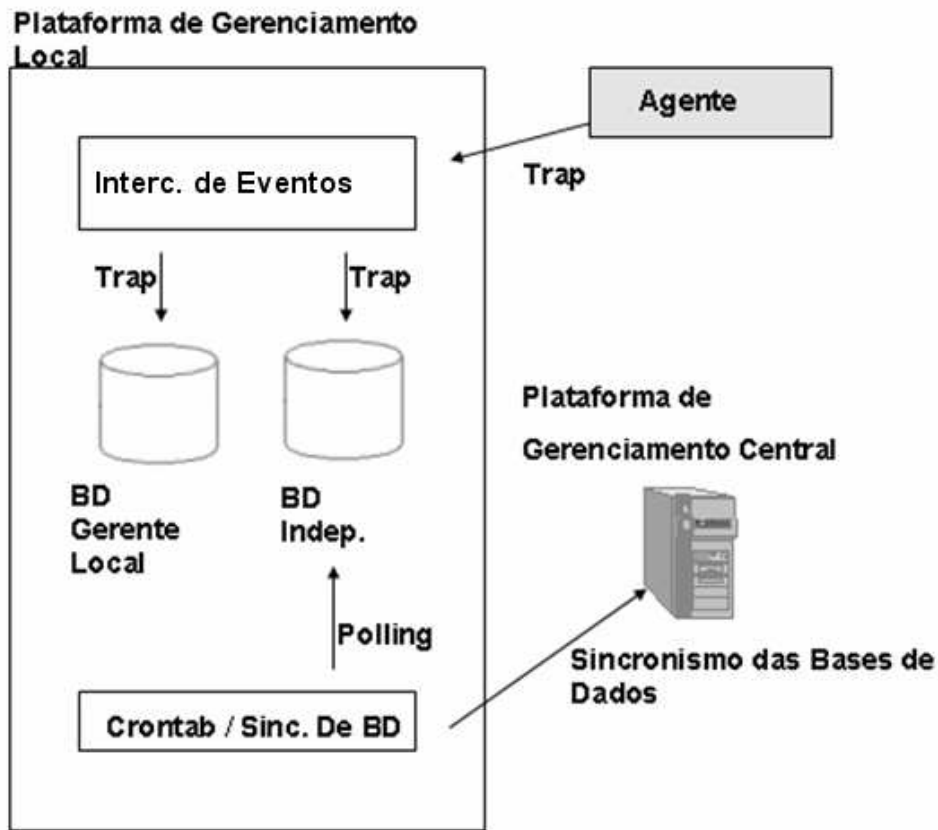 Plataforma de Gerenciamento
Local
Agente
Interc. de Eventos
Trap
Trap
Trap
Plataforma de
Gerenciamento Central
BD
Gerente
Local
BD
Indep.
Polling
Sincronismo das Bases de
Dados
Crontab / Sinc. De BD